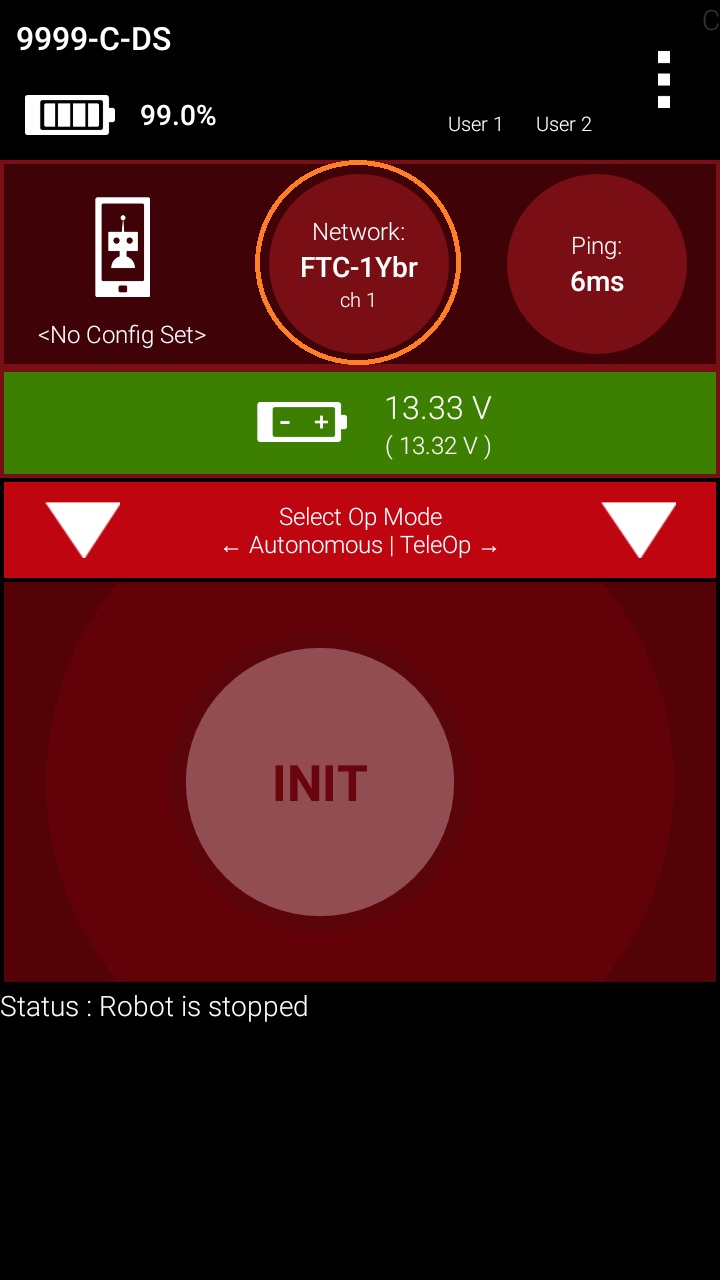 9999-C-DS
C
99.0%
User 1 User 2
Network:
FTC-1Ybr
ch 1
Ping:
6ms
<No Config Set>
13.33 V
( 13.32 V )
Select Op Mode
← Autonomous | TeleOp →
INIT
Status : Robot is stopped